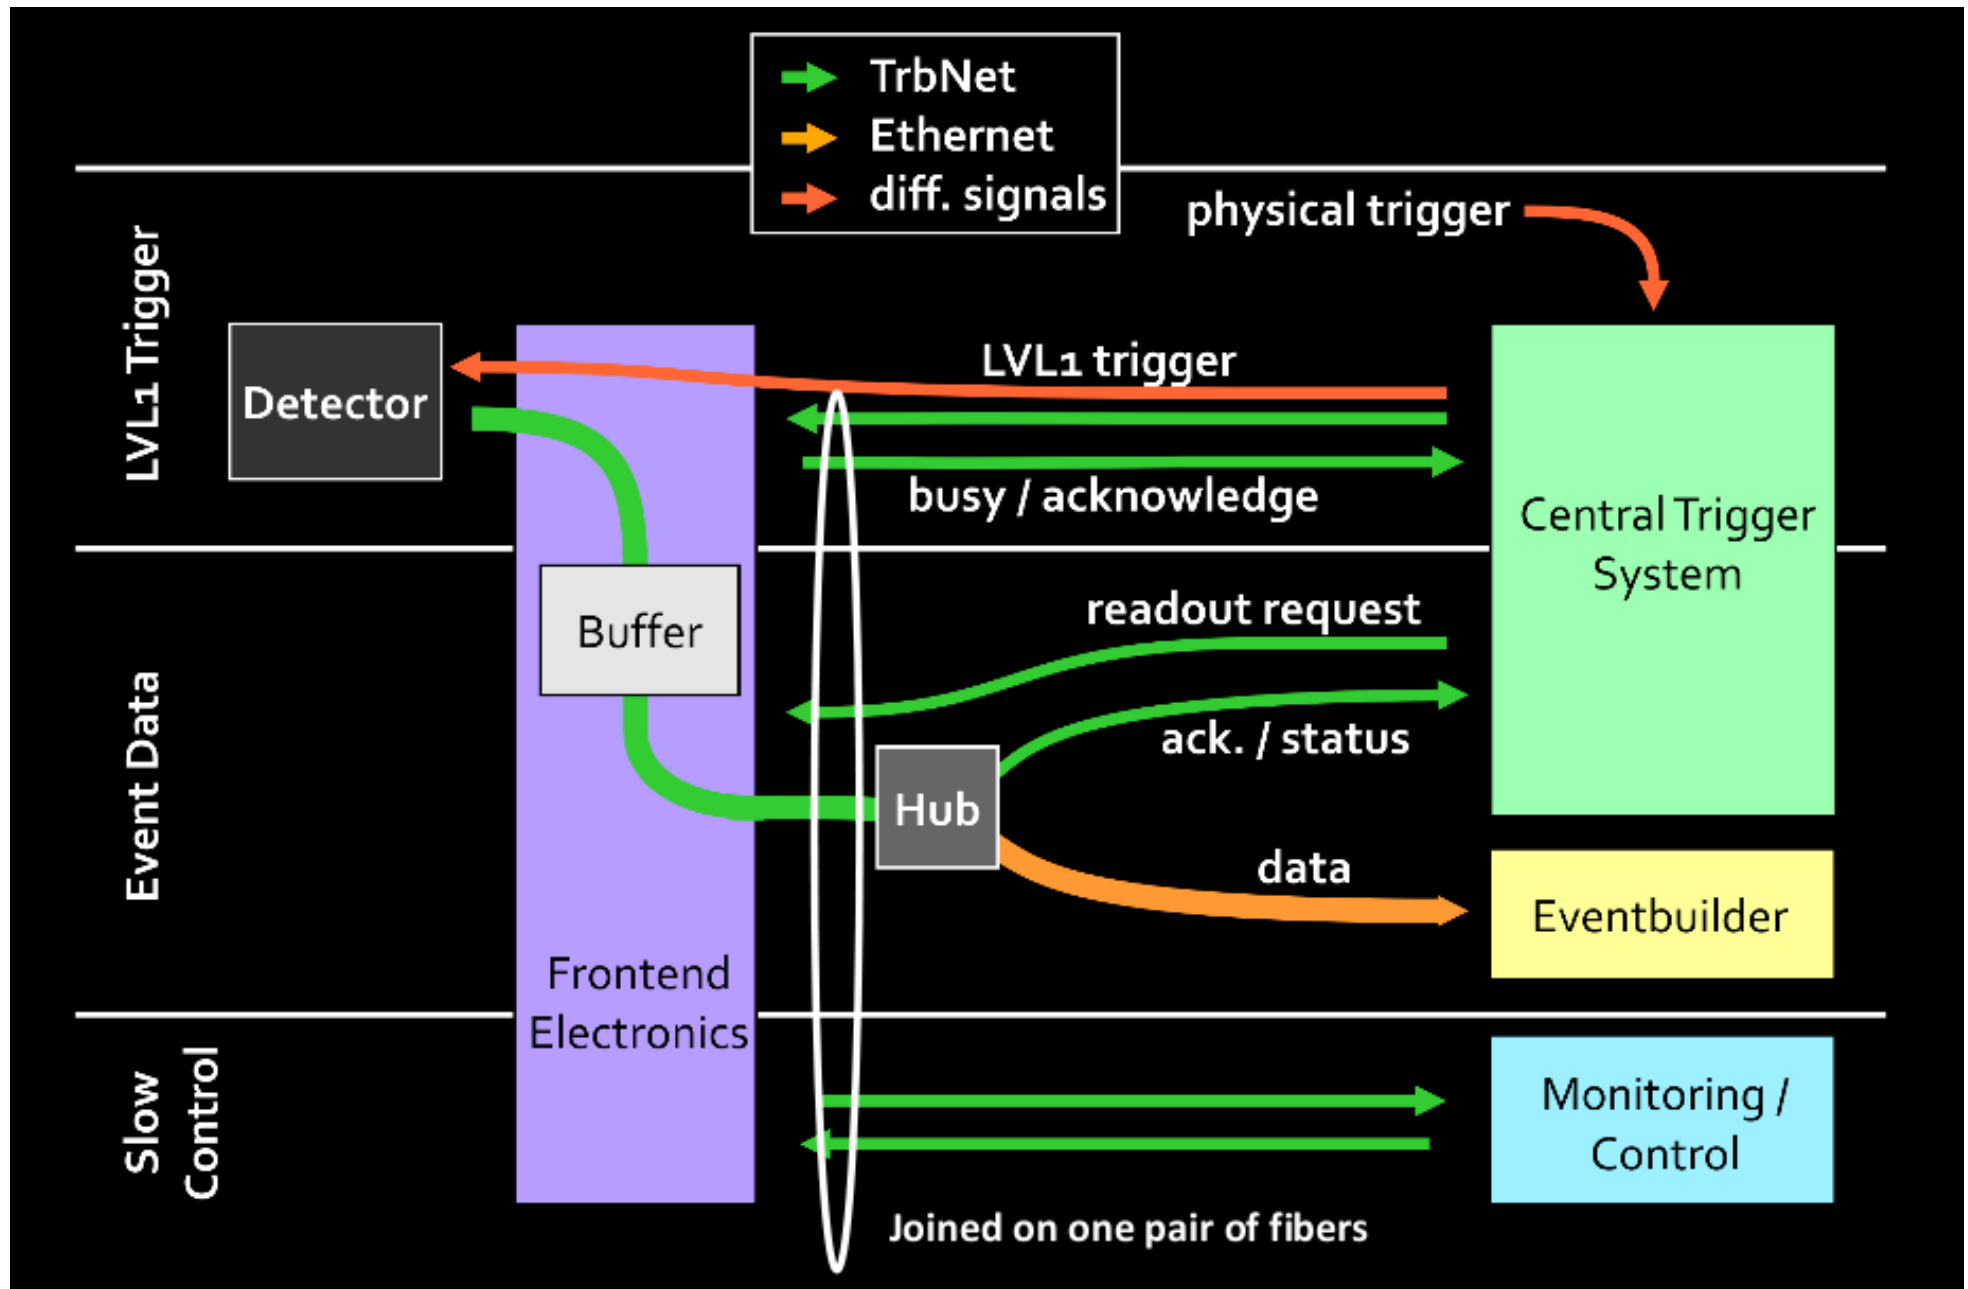 TrbNet
Ethernet
diff. signals
physical trigger
LVL1 Trigger
Detector
LVL1 trigger
busy / acknowledge
Central Trigger
System
Event Data
Buffer
readout request
ack. / status
Hub
data
Eventbuilder
Frontend
Electronics
Slow
Control
Monitoring /
Control
Joined on one pair of fibers